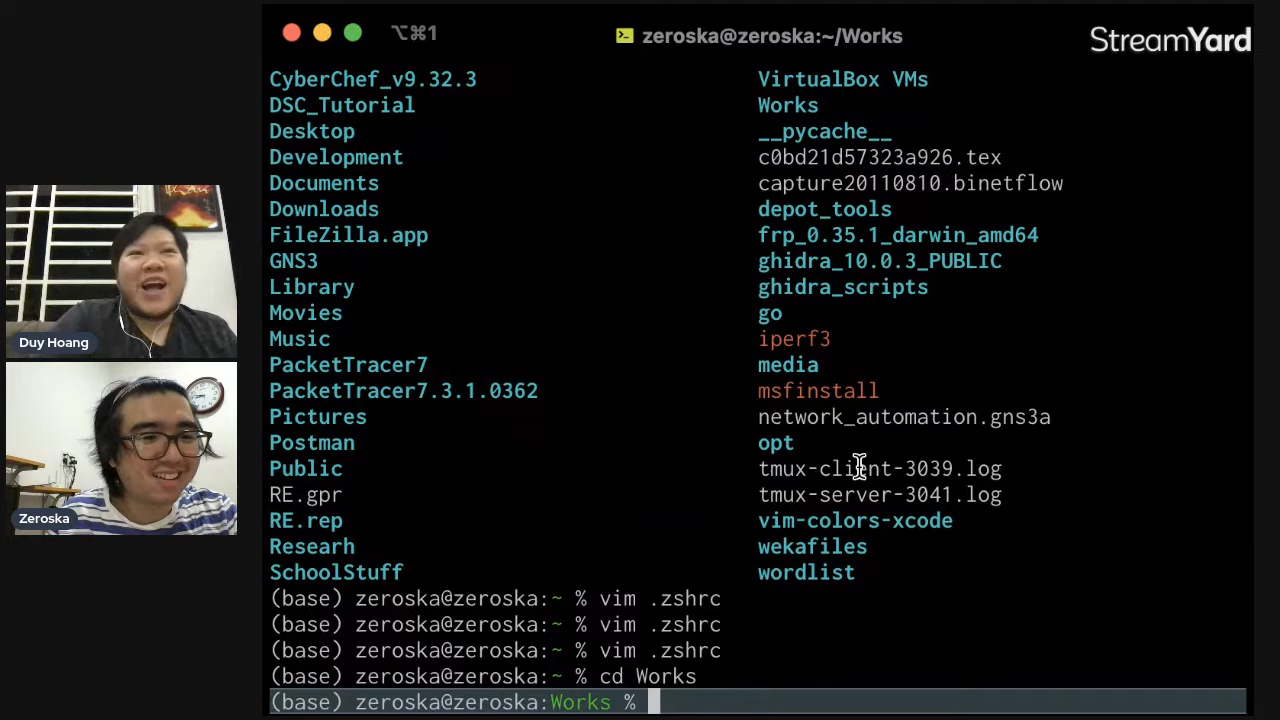 ⌥⌘1
zeroska@zeroska:~/Works
StreamYard
CyberChef_v9.32.3
DSC_Tutorial
Desktop
Development
Documents
Downloads
FileZilla.app
GNS3
Library
Movies
Music
PacketTracer7
PacketTracer7.3.1.0362
Pictures
Postman
Public
RE.gpr
RE.rep
Researh
SchoolStuff
VirtualBox VMs
Works
__pycache__
c0bd21d57323a926.tex
capture20110810.binetflow
depot_tools
frp_0.35.1_darwin_amd64
ghidra_10.0.3_PUBLIC
ghidra_scripts
go
iperf3
media
msfinstall
network_automation.gns3a
opt
tmux-client-3039.log
tmux-server-3041.log
vim-colors-xcode
wekafiles
wordlist
(base) zeroska@zeroska:~ % vim .zshrc
(base) zeroska@zeroska:~ % vim .zshrc
(base) zeroska@zeroska:~ % vim .zshrc
(base) zeroska@zeroska:~ % cd Works
(base) zeroska@zeroska:Works %
Duy Hoang
Zeroska